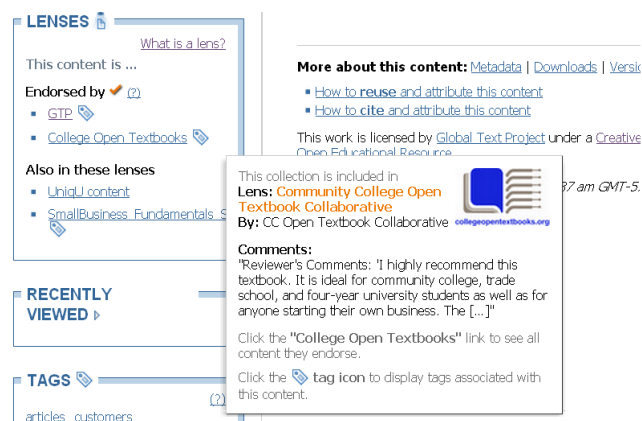 LENSES
What is a lens?
This content is ...
Endorsed by (?)
GTP
College Open Textbooks
Also in these lenses
UniqU content
SmallBusiness_Fundamentals_S
RECENTLY
VIEWED
TAGS
(?)
articles customers
More about this content: Metadata | Downloads |
How to reuse and attribute this content
How to cite and attribute this content
This work is licensed by Global Text Project under a Creative
Open Educational Resource
37 am GMT-5.
This collection is included in
Lens: Community College Open
Textbook Collaborative
By: CC Open Textbook Collaborative
collegeopentextbooks.org
Comments:
"Reviewer's Comments: 'I highly recommend this
textbook. It is ideal for community college, trade
school, and four-year university students as well as for
anyone starting their own business. The [...]"
Click the "College Open Textbooks" link to see all
content they endorse.
Click the tag icon to display tags associated with
this content.